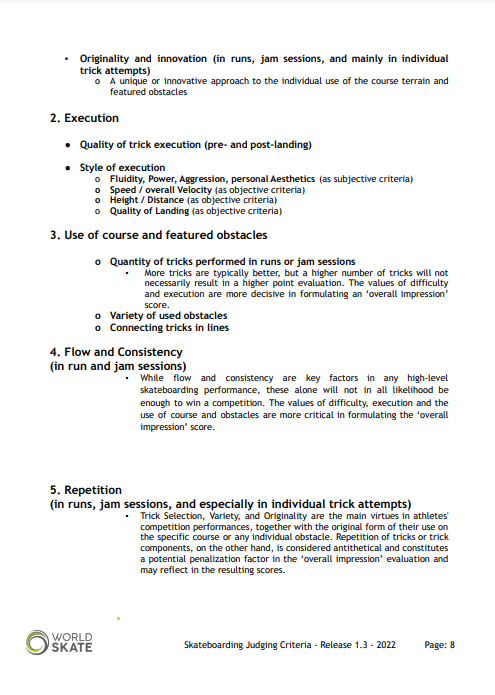 ▪ Originality and innovation (in runs, jam sessions, and mainly in individual
trick attempts)
o A unique or innovative approach to the individual use of the course terrain and
featured obstacles
2. Execution
● Quality of trick execution (pre- and post-landing)
● Style of execution
o Fluidity, Power, Aggression, personal Aesthetics (as subjective criteria)
o Speed / overall Velocity (as objective criteria)
o Height / Distance (as objective criteria)
o Quality of Landing (as objective criteria)
3. Use of course and featured obstacles
o Quantity of tricks performed in runs or jam sessions
▪ More tricks are typically better, but a higher number of tricks will not
necessarily result in a higher point evaluation. The values of difficulty
and execution are more decisive in formulating an ‘overall impression’
score.
o Variety of used obstacles
o Connecting tricks in lines
4. Flow and Consistency
(in run and jam sessions)
▪ While flow and consistency are key factors in any high-level
skateboarding performance, these alone will not in all likelihood be
enough to win a competition. The values of difficulty, execution and the
use of course and obstacles are more critical in formulating the ‘overall
impression’ score.
5. Repetition
(in runs, jam sessions, and especially in individual trick attempts)
▪ Trick Selection, Variety, and Originality are the main virtues in athletes'
competition performances, together with the original form of their use on
the specific course or any individual obstacle. Repetition of tricks or trick
components, on the other hand, is considered antithetical and constitutes
a potential penalization factor in the ‘overall impression’ evaluation and
may reflect in the resulting scores.
WORLD
SKATE
Skateboarding Judging Criteria - Release 1.3 - 2022 Page: 8